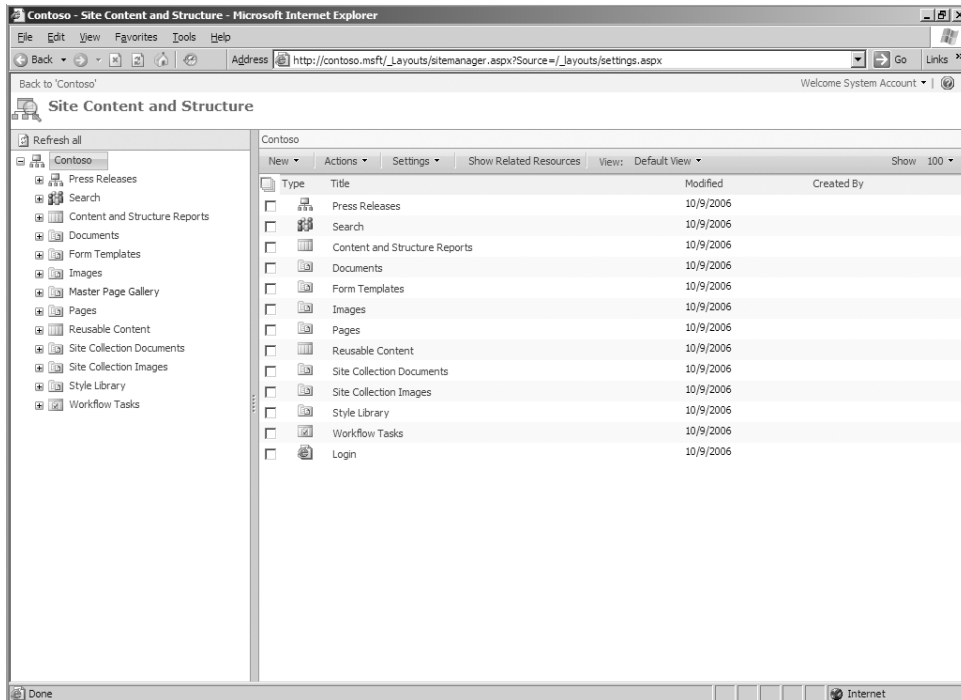 Contoso - Site Content and Structure - Microsoft Internet Explorer
File Edit View Favorites Tools Help
Back Address http://contoso.msft/_Layouts/sitemanager.aspx?Source=/_layouts/settings.aspx Go Links »
Back to 'Contoso' Welcome System Account
Site Content and Structure
Refresh all
Contoso
Press Releases
Search
Content and Structure Reports
Documents
Form Templates
Images
Master Page Gallery
Pages
Reusable Content
Site Collection Documents
Site Collection Images
Style Library
Workflow Tasks
Contoso
New Actions Settings Show Related Resources View: Default View Show 100
Type Title Modified Created By
Press Releases 10/9/2006
Search 10/9/2006
Content and Structure Reports 10/9/2006
Documents 10/9/2006
Form Templates 10/9/2006
Images 10/9/2006
Pages 10/9/2006
Reusable Content 10/9/2006
Site Collection Documents 10/9/2006
Site Collection Images 10/9/2006
Style Library 10/9/2006
Workflow Tasks 10/9/2006
Login 10/9/2006
Done Internet